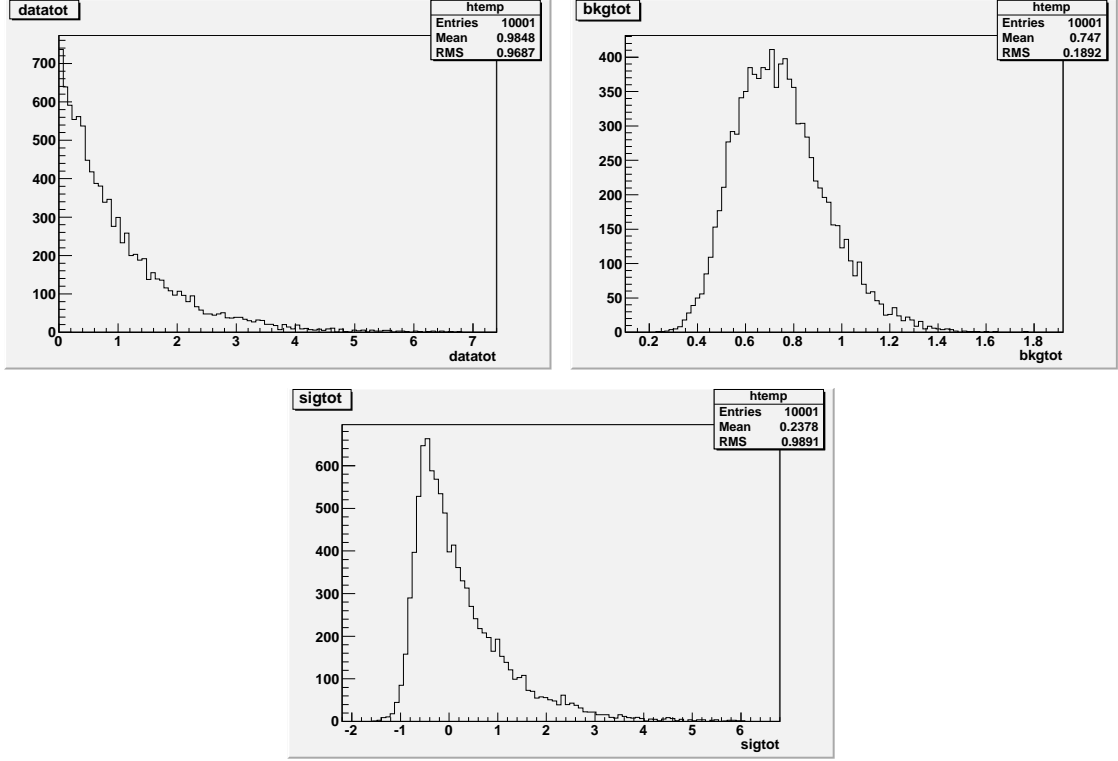 datatot
htemp
Entries 10001
Mean 0.9848
RMS 0.9687
700
600
500
400
300
200
100
0
0 1 2 3 4 5 6 7
datatot
bkgtot
htemp
Entries 10001
Mean 0.747
RMS 0.1892
400
350
300
250
200
150
100
50
0
0.2 0.4 0.6 0.8 1 1.2 1.4 1.6 1.8
bkgtot
sigtot
htemp
Entries 10001
Mean 0.2378
RMS 0.9891
600
500
400
300
200
100
0
-2 -1 0 1 2 3 4 5 6
sigtot